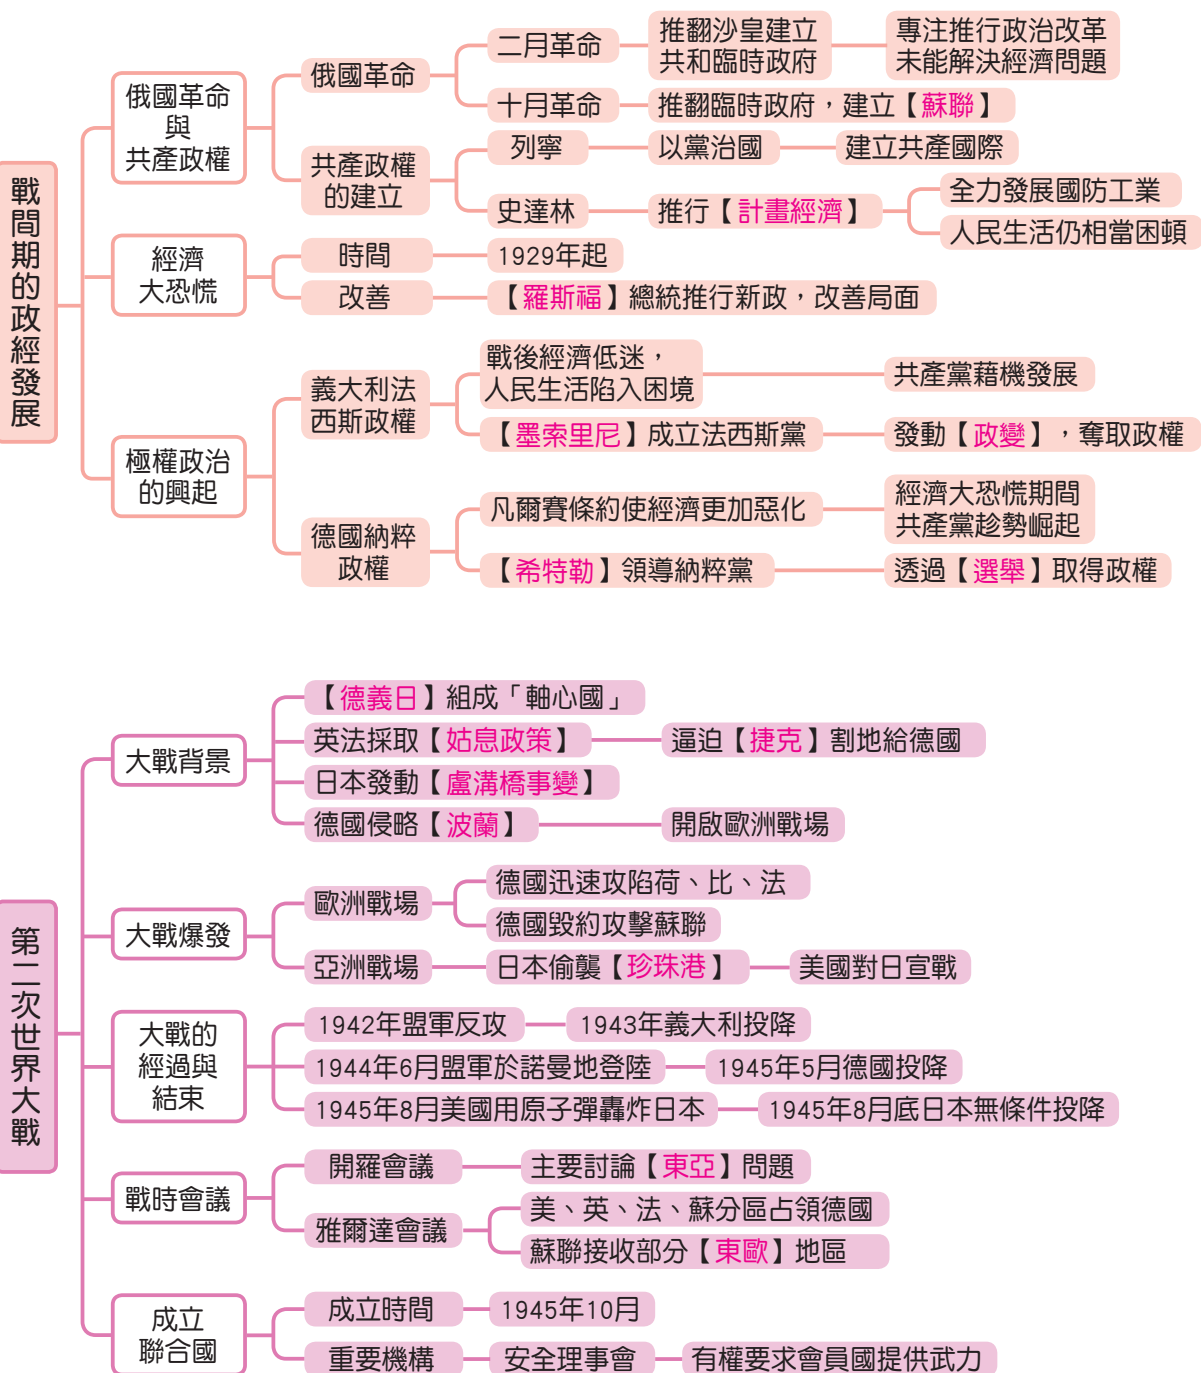 戰間期的政經發展
俄國革命
與
共產政權
俄國革命
二月革命
推翻沙皇建立
共和臨時政府
專注推行政治改革
未能解決經濟問題
十月革命
推翻臨時政府，建立【蘇聯】
共產政權
的建立
列寧
以黨治國
建立共產國際
史達林
推行【計畫經濟】
全力發展國防工業
人民生活仍相當困頓
經濟
大恐慌
時間
1929年起
改善
【羅斯福】總統推行新政，改善局面
極權政治
的興起
義大利法
西斯政權
戰後經濟低迷，
人民生活陷入困境
共產黨藉機發展
【墨索里尼】成立法西斯黨
發動【政變】，奪取政權
德國納粹
政權
凡爾賽條約使經濟更加惡化
經濟大恐慌期間
共產黨趁勢崛起
【希特勒】領導納粹黨
透過【選舉】取得政權
第二次世界大戰
大戰背景
【德義日】組成「軸心國」
英法採取【姑息政策】
逼迫【捷克】割地給德國
日本發動【盧溝橋事變】
德國侵略【波蘭】
開啟歐洲戰場
大戰爆發
歐洲戰場
德國迅速攻陷荷、比、法
德國毀約攻擊蘇聯
亞洲戰場
日本偷襲【珍珠港】
美國對日宣戰
大戰的
經過與
結束
1942年盟軍反攻
1943年義大利投降
1944年6月盟軍於諾曼地登陸
1945年5月德國投降
1945年8月美國用原子彈轟炸日本
1945年8月底日本無條件投降
戰時會議
開羅會議
主要討論【東亞】問題
雅爾達會議
美、英、法、蘇分區占領德國
蘇聯接收部分【東歐】地區
成立
聯合國
成立時間
1945年10月
重要機構
安全理事會
有權要求會員國提供武力